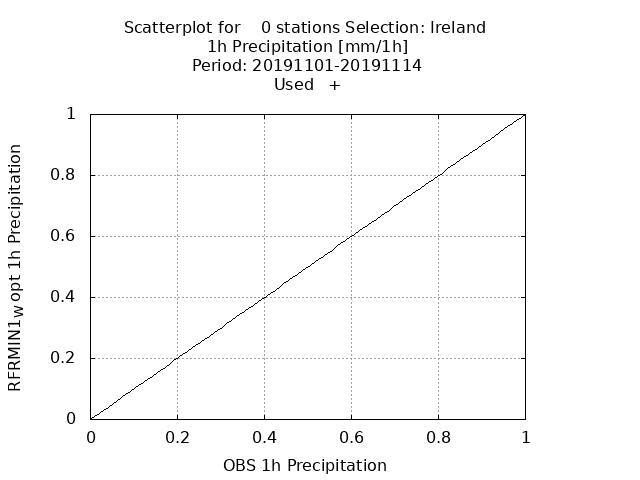 Scatterplot for    0 stations Selection: Ireland
1h Precipitation [mm/1h]
Period: 20191101-20191114
Used   +
RFRMIN1wopt 1h Precipitation
1
0.8
0.6
0.4
0.2
0
0 0.2 0.4 0.6 0.8 1
OBS 1h Precipitation